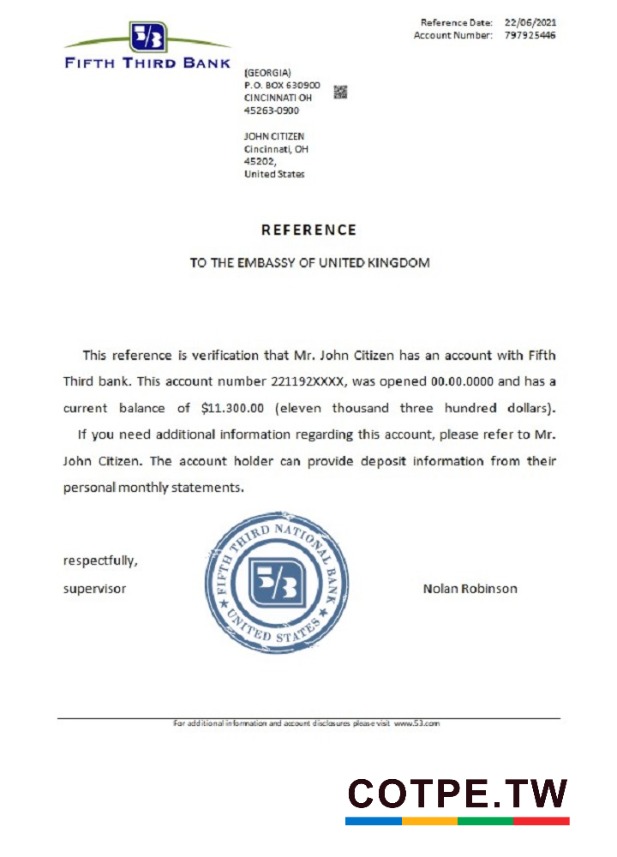 Reference Date: 22/06/2021
Account Number: 797925446
5/3
FIFTH THIRD BANK
(GEORGIA)
P.O. BOX 630900
CINCINNATI OH
45263-0900
JOHN CITIZEN
Cincinnati, OH
45202,
United States
REFERENCE
TO THE EMBASSY OF UNITED KINGDOM
This reference is verification that Mr. John Citizen has an account with Fifth
Third bank. This account number 221192XXXX, was opened 00.00.0000 and has a
current balance of $11.300.00 (eleven thousand three hundred dollars).
If you need additional information regarding this account, please refer to Mr.
John Citizen. The account holder can provide deposit information from their
personal monthly statements.
respectfully,
supervisor
FIFTH THIRD NATIONAL BANK
5/3
UNITED STATES
Nolan Robinson
For additional information and account disclosures please visit www.53.com
COTPE.TW